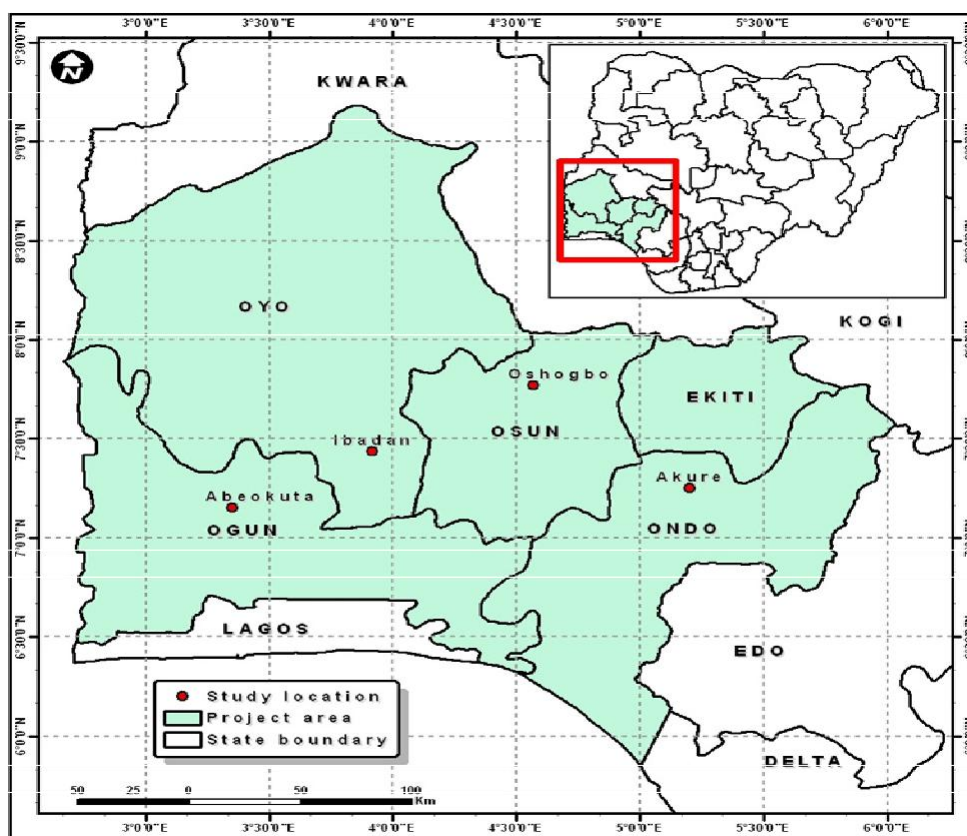 3°0'0"E 3°30'0"E 4°0'0"E 4°30'0"E 5°0'0"E 5°30'0"E 6°0'0"E
9°30'0"N
N
KWARA
9°0'0"N
8°30'0"N
OYO
KOGI
8°0'0"N
Oshogbo
EKITI
OSUN
Ibadan
7°30'0"N
Akure
Abeokuta
OGUN
ONDO
7°0'0"N
LAGOS
6°30'0"N
EDO
Study location
Project area
State boundary
6°0'0"N
DELTA
50 25 0 50 100
Km
3°0'0"E 3°30'0"E 4°0'0"E 4°30'0"E 5°0'0"E 5°30'0"E 6°0'0"E